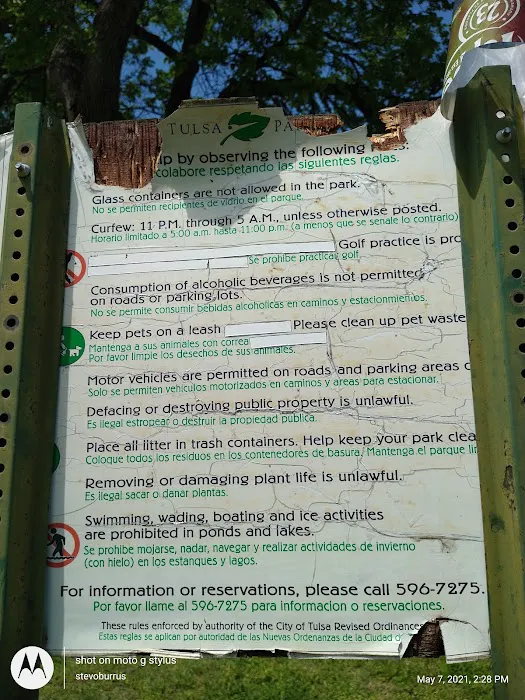 TULSA PA
23
p by observing the following
colabore respetando las siguientes reglas.
Glass containers are not allowed in the park.
No se permiten recipientes de vidrio en el parque.
Curfew: 11 P.M. through 5 A.M., unless otherwise posted.
Horario limitado a 5:00 a.m. hasta 11:00 p.m. (a menos que se senale lo contrario)
Golf practice is pro
Se prohibe practicar golf.
Consumption of alcoholic beverages is not permitted
on roads or parking lots.
No se permite consumir bebidas alcoholicas en caminos y estacionmientos.
Keep pets on a leash Please clean up pet waste
Mantenga a sus animales con correa
Por favor limpie los desechos de sus animales.
Motor vehicles are permitted on roads and parking areas o
Solo se permiten vehiculos motorizados en caminos y areas para estacionar.
Defacing or destroying public property is unlawful.
Es ilegal estropear o destruir la propiedad publica.
Place all litter in trash containers. Help keep your park clea
Coloque todos los residuos en los contenedores de basura. Mantenga el parque lim
Removing or damaging plant life is unlawful.
Es ilegal sacar o danar plantas.
Swimming, wading, boating and ice activities
are prohibited in ponds and lakes.
Se prohibe mojarse, nadar, navegar y realizar actividades de invierno
(con hielo) en los estanques y lagos.
For information or reservations, please call 596-7275.
Por favor llame al 596-7275 para informacion o reservaciones.
These rules enforced by authority of the City of Tulsa Revised Ordinances
Estas reglas se aplican por autoridad de las Nuevas Ordenanzas de la Ciudad d
shot on moto g stylus
stevoburrus
May 7, 2021, 2:28 PM